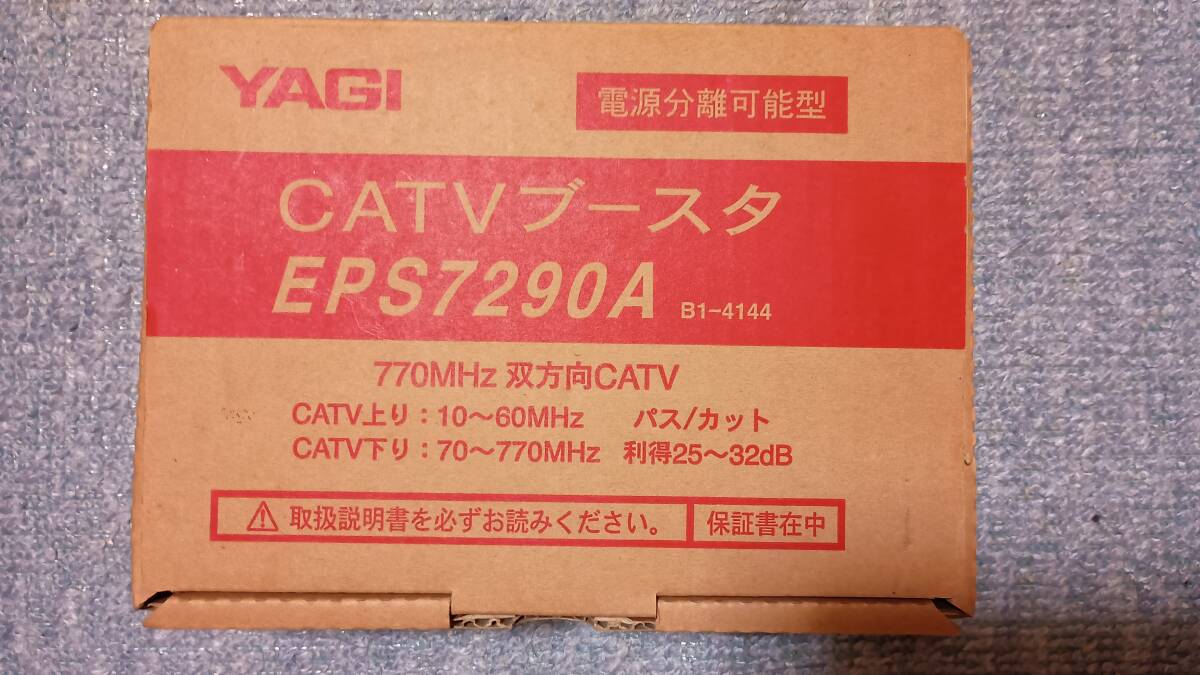 YAGI
電源分離可能型
CATVブースタ
EPS7290A B1-4144
770MHz 双方向CATV
CATV上り：10～60MHz パス/カット
CATV下り：70～770MHz 利得25～32dB
取扱説明書を必ずお読みください。 保証書在中